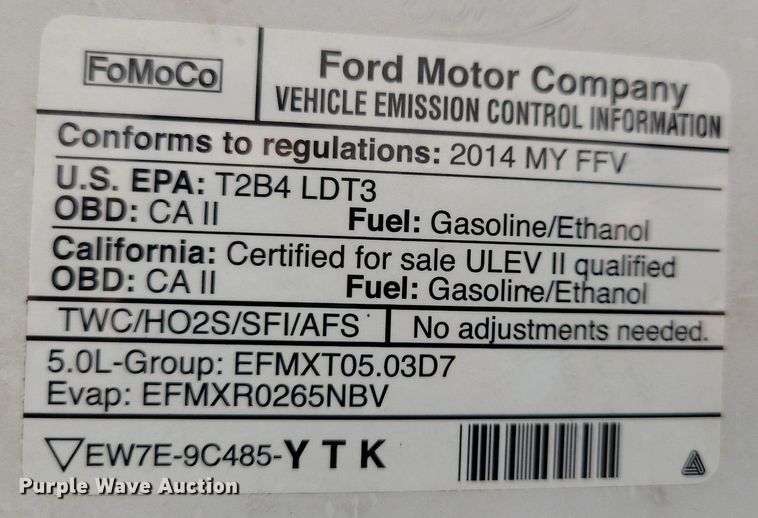 FoMoCo
Ford Motor Company
VEHICLE EMISSION CONTROL INFORMATION
Conforms to regulations: 2014 MY FFV
U.S. EPA: T2B4 LDT3
OBD: CA II Fuel: Gasoline/Ethanol
California: Certified for sale ULEV II qualified
OBD: CA II Fuel: Gasoline/Ethanol
TWC/HO2S/SFI/AFS No adjustments needed.
5.0L-Group: EFMXT05.03D7
Evap: EFMXR0265NBV
EW7E-9C485-Y T K
Purple Wave Auction